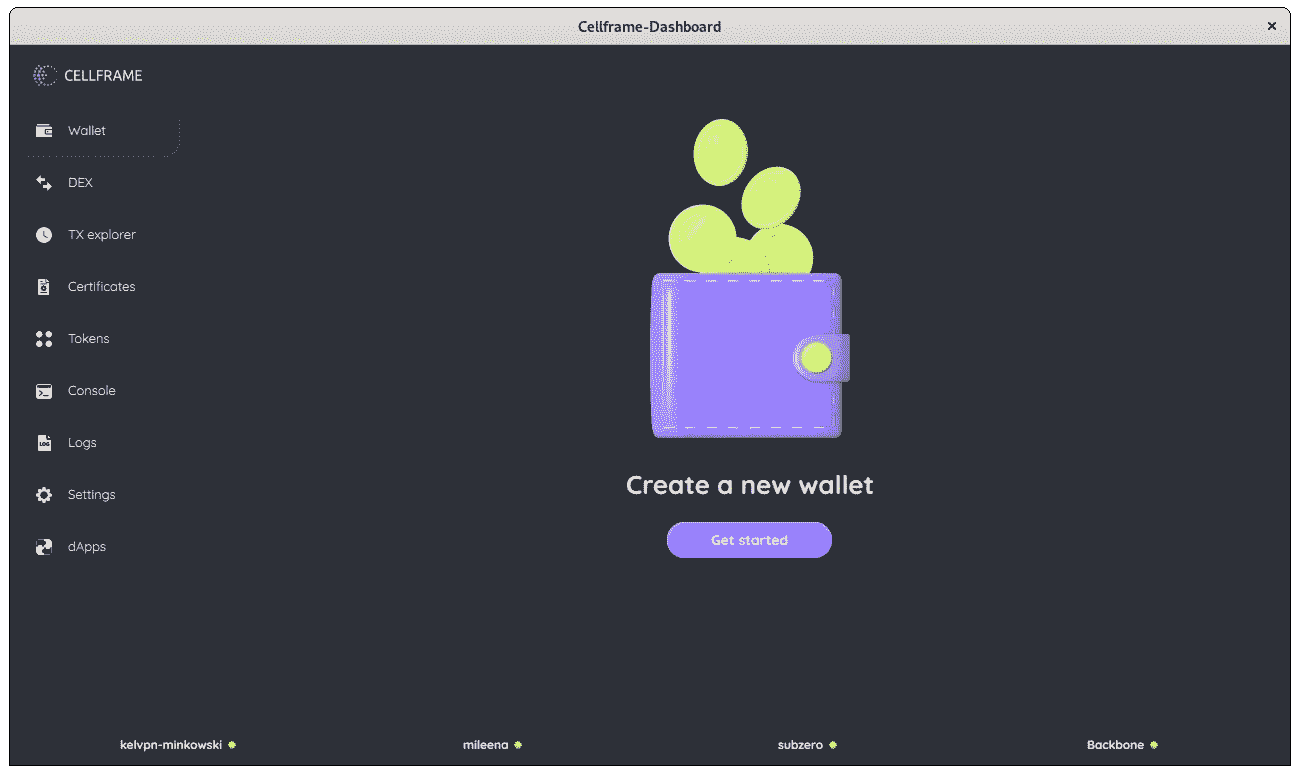 Cellframe-Dashboard
CELLFRAME
Wallet
DEX
TX explorer
Certificates
Tokens
Console
LOG
Logs
Settings
dApps
Create a new wallet
Get started
kelvpn-minkowski
mileena
subzero
Backbone